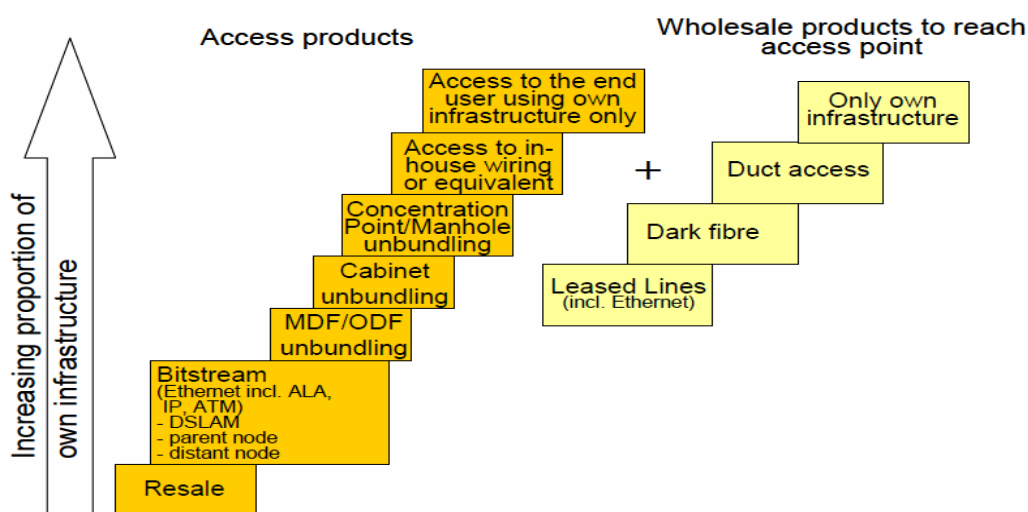 Access products
Wholesale products to reach
access point
Increasing proportion of
own infrastructure
Access to the end
user using own
infrastructure only
Access to in-
house wiring
or equivalent
Concentration
Point/Manhole
unbundling
Cabinet
unbundling
MDF/ODF
unbundling
Bitstream
(Ethernet incl. ALA,
IP, ATM)
- DSLAM
- parent node
- distant node
Resale
+
Only own
infrastructure
Duct access
Dark fibre
Leased Lines
(incl. Ethernet)